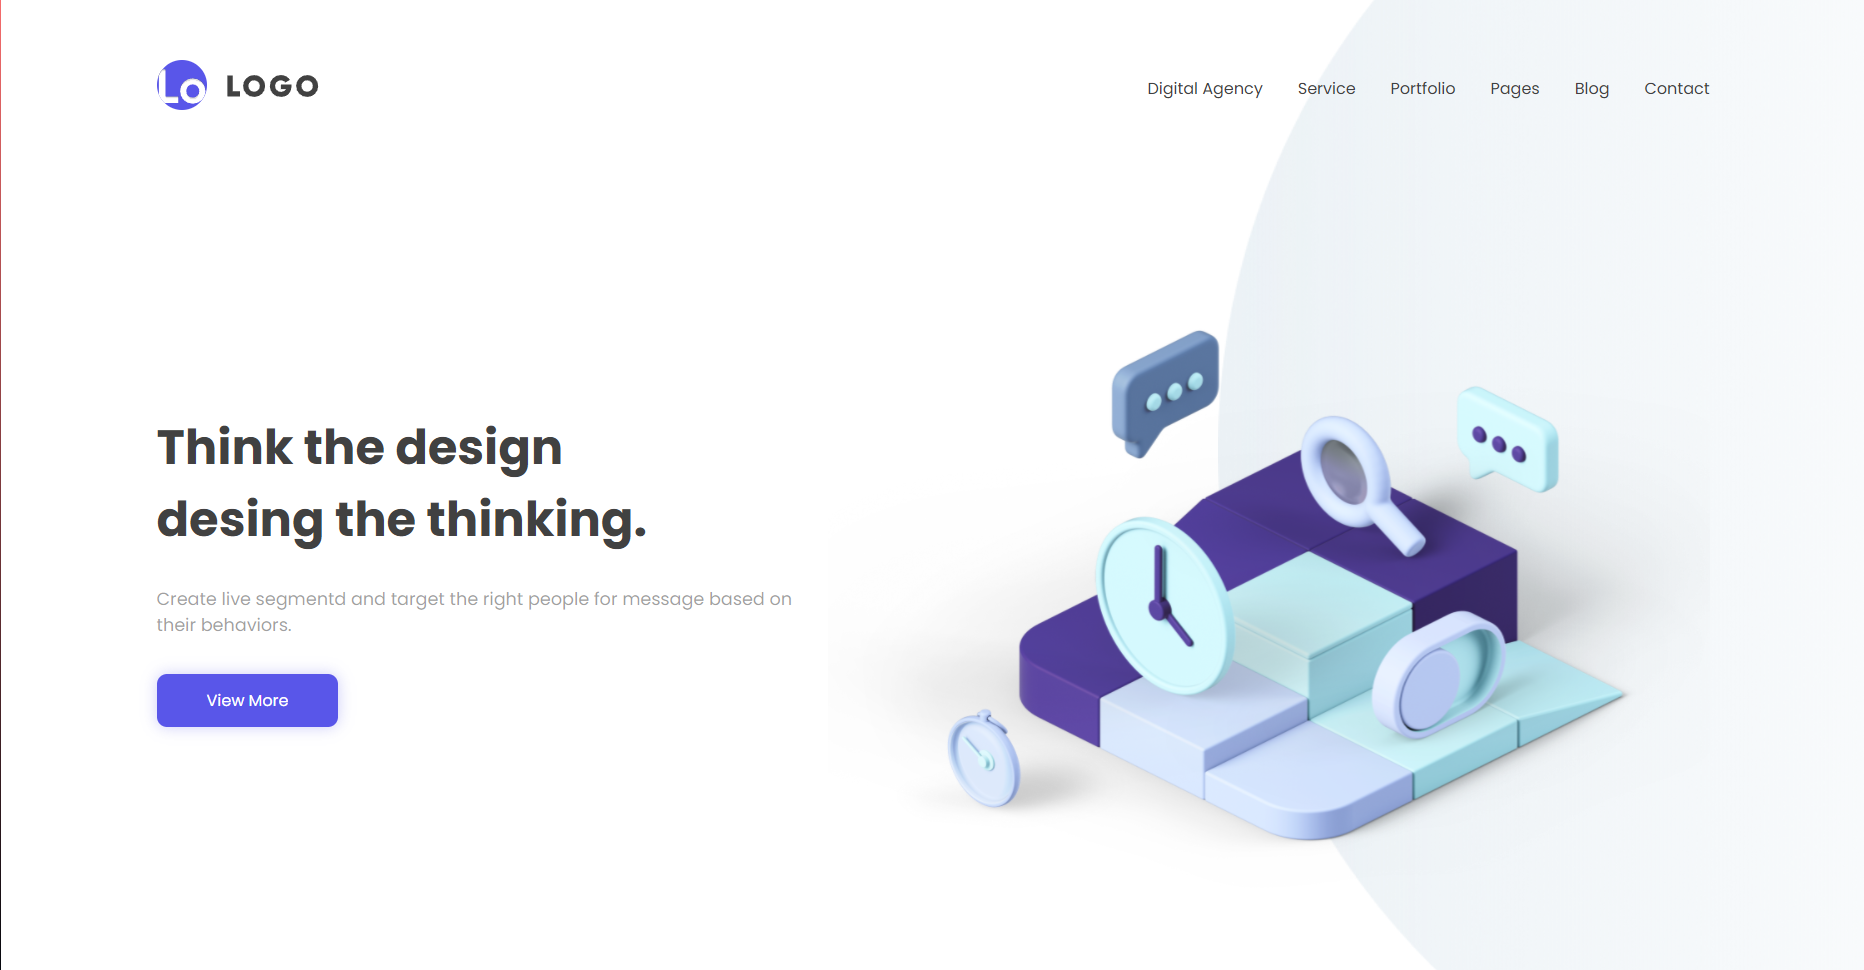 Lo LOGO
Digital Agency Service Portfolio Pages Blog Contact
Think the design
desing the thinking.
Create live segmentd and target the right people for message based on
their behaviors.
View More